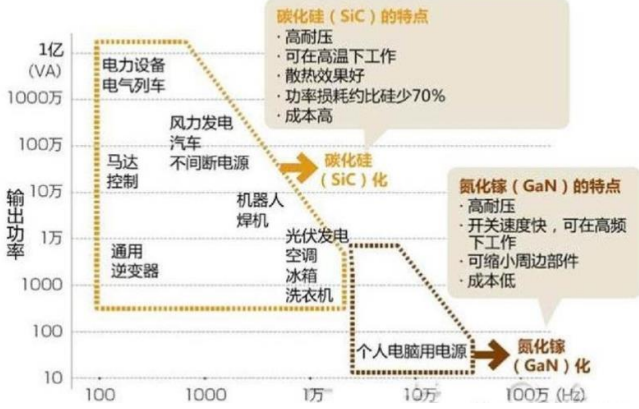 碳化硅（SiC）的特点
·高耐压
·可在高温下工作
·散热效果好
·功率损耗约比硅少70%
·成本高
1亿
(VA)
1000万
100万
10万
1万
1000
100
10
输出功率
电力设备
电气列车
风力发电
汽车
不间断电源
马达
控制
碳化硅
（SiC）化
机器人
焊机
通用
逆变器
光伏发电
空调
冰箱
洗衣机
氮化镓（GaN）的特点
·高耐压
·开关速度快，可在高频
下工作
·可缩小周边部件
·成本低
个人电脑用电源
氮化镓
（GaN）化
100
1000
1万
10万
100万 (Hz)